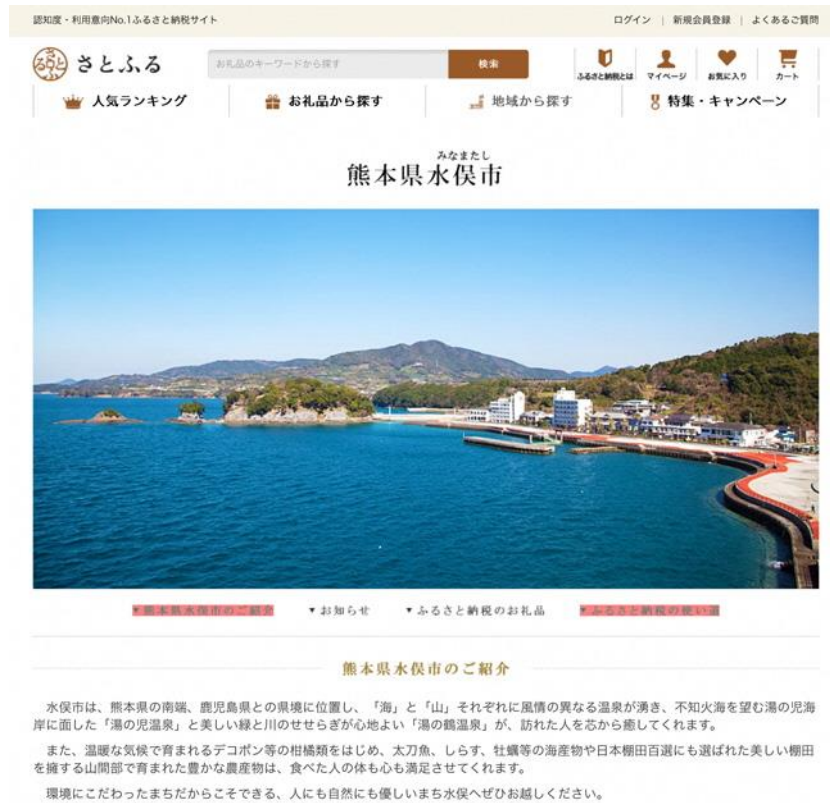 認知度・利用意向No.1ふるさと納税サイト
ログイン | 新規会員登録 | よくあるご質問
さとふる
お礼品のキーワードから探す
検索
ふるさと納税とは
マイページ
お気に入り
カート
人気ランキング
お礼品から探す
地域から探す
特集・キャンペーン
みなまたし
熊本県水俣市
▼熊本県水俣市のご紹介
▼お知らせ
▼ふるさと納税のお礼品
▼ふるさと納税の使い道
熊本県水俣市のご紹介
水俣市は、熊本県の南端、鹿児島県との県境に位置し、「海」と「山」それぞれに風情の異なる温泉が湧き、不知火海を望む湯の児海
岸に面した「湯の児温泉」と美しい緑と川のせせらぎが心地よい「湯の鶴温泉」が、訪れた人を芯から癒してくれます。
また、温暖な気候で育まれるデコポン等の柑橘類をはじめ、太刀魚、しらす、牡蠣等の海産物や日本棚田百選にも選ばれた美しい棚田
を擁する山間部で育まれた豊かな農産物は、食べた人の体も心も満足させてくれます。
環境にこだわったまちだからこそできる、人にも自然にも優しいまち水俣へぜひお越しください。